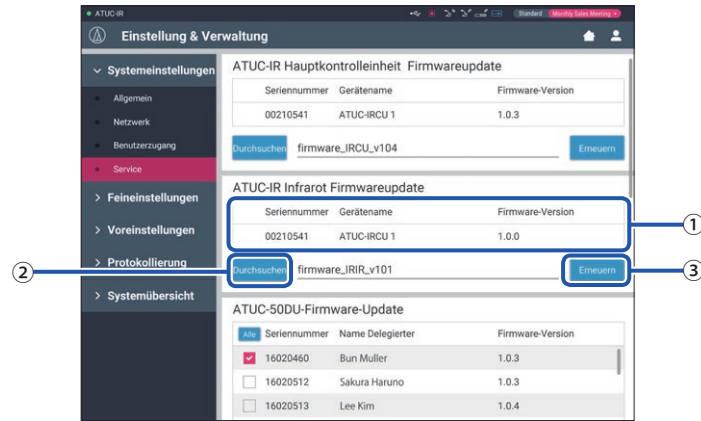 ATUC-IR
Standard Monthly Sales Meeting
Einstellung & Verwaltung
Systemeinstellungen
Allgemein
Netzwerk
Benutzerzugang
Service
Feineinstellungen
Voreinstellungen
Protokollierung
Systemübersicht
ATUC-IR Hauptkontrolleinheit Firmwareupdate
Seriennummer Gerätename Firmware-Version
00210541 ATUC-IRCU 1 1.0.3
Durchsuchen firmware_IRCU_v104 Erneuern
ATUC-IR Infrarot Firmwareupdate
Seriennummer Gerätename Firmware-Version
00210541 ATUC-IRCU 1 1.0.0
①
② Durchsuchen firmware_IRIR_v101 Erneuern ③
ATUC-50DU-Firmware-Update
Alle Seriennummer Name Delegierter Firmware-Version
16020460 Bun Muller 1.0.3
16020512 Sakura Haruno 1.0.3
16020513 Lee Kim 1.0.4